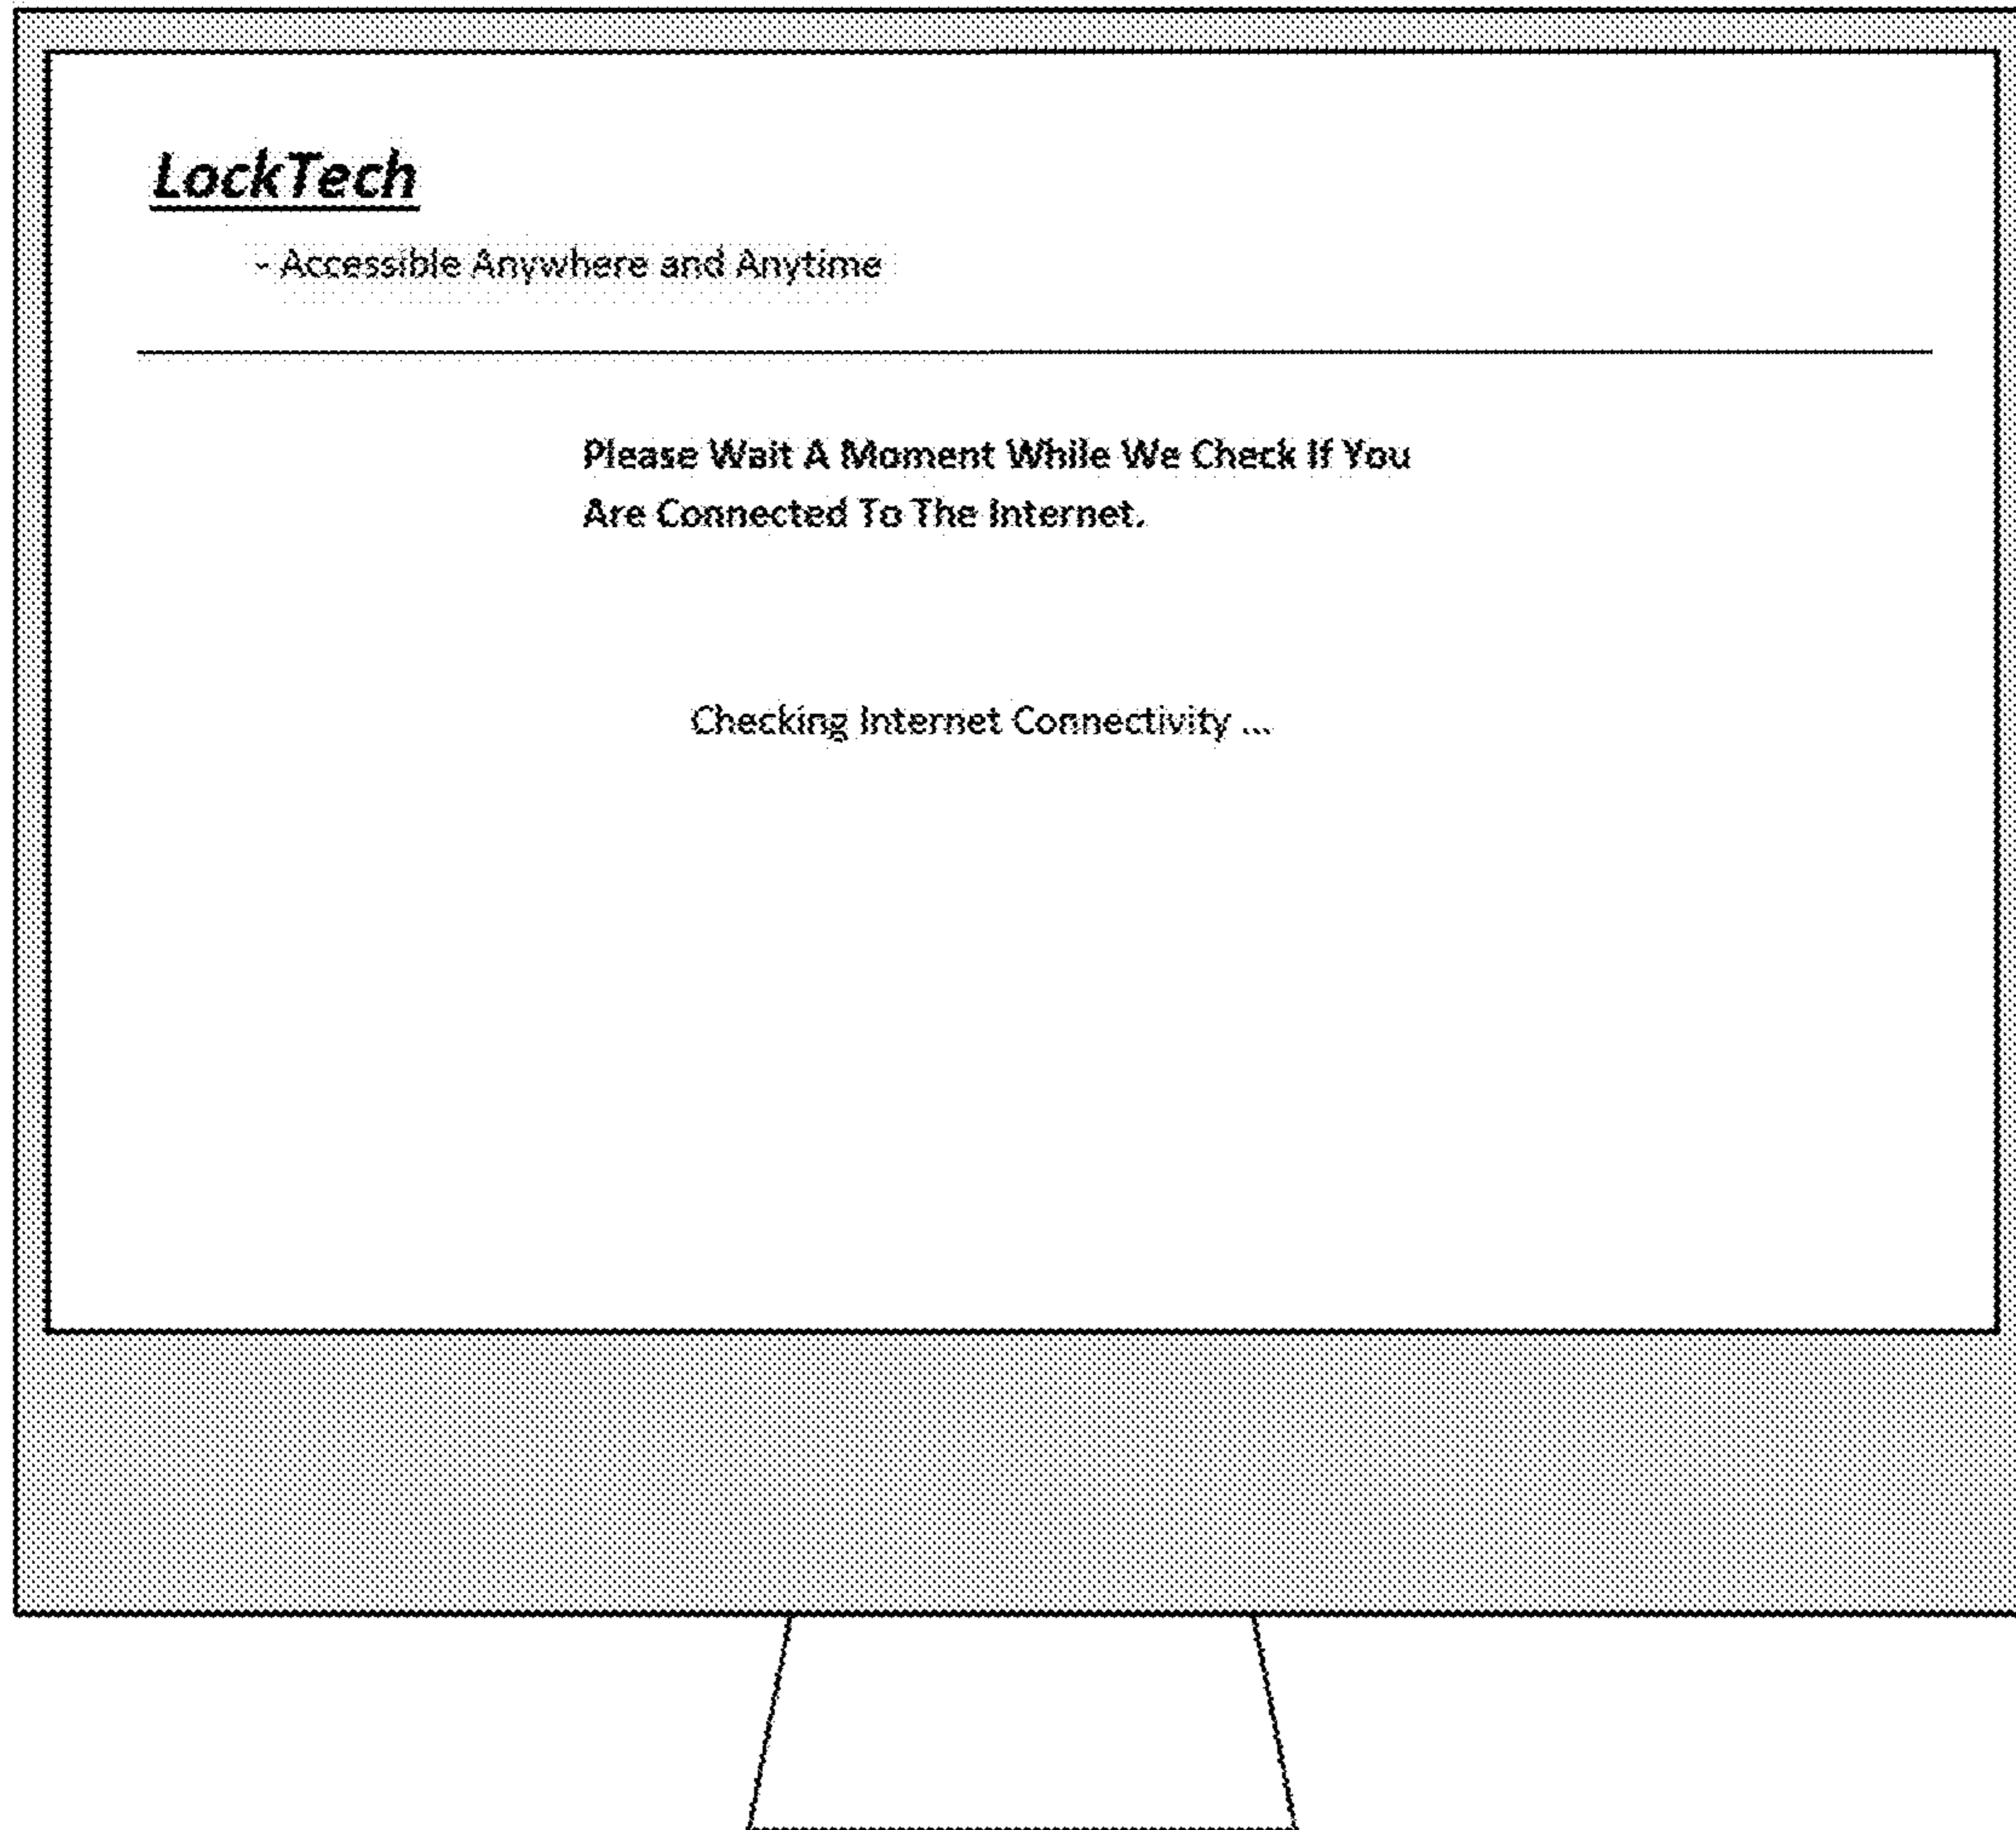 LockTech
- Accessible Anywhere and Anytime
Please Wait A Moment While We Check If You
Are Connected To The Internet.
Checking Internet Connectivity ...